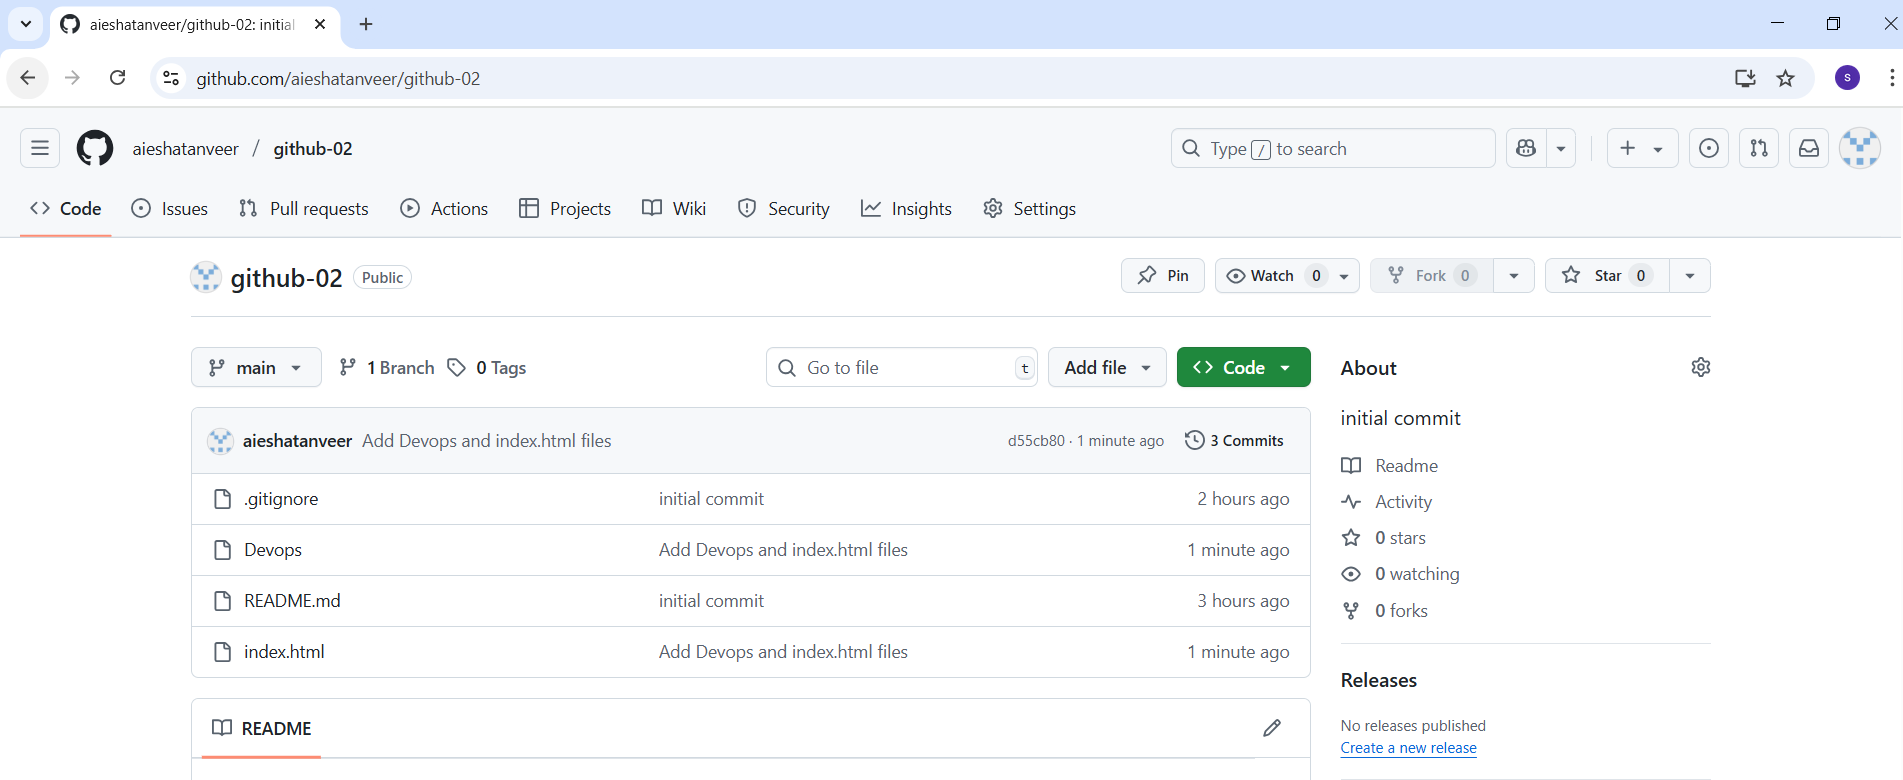 aieshatanveer/github-02: initial
github.com/aieshatanveer/github-02
S
aieshatanveer / github-02
Type / to search
Code Issues Pull requests Actions Projects Wiki Security Insights Settings
github-02 Public
Pin Watch 0 Fork 0 Star 0
main 1 Branch 0 Tags Go to file t Add file Code
aieshatanveer Add Devops and index.html files d55cb80 · 1 minute ago 3 Commits
.gitignore initial commit 2 hours ago
Devops Add Devops and index.html files 1 minute ago
README.md initial commit 3 hours ago
index.html Add Devops and index.html files 1 minute ago
README
About
initial commit
Readme
Activity
0 stars
0 watching
0 forks
Releases
No releases published
Create a new release